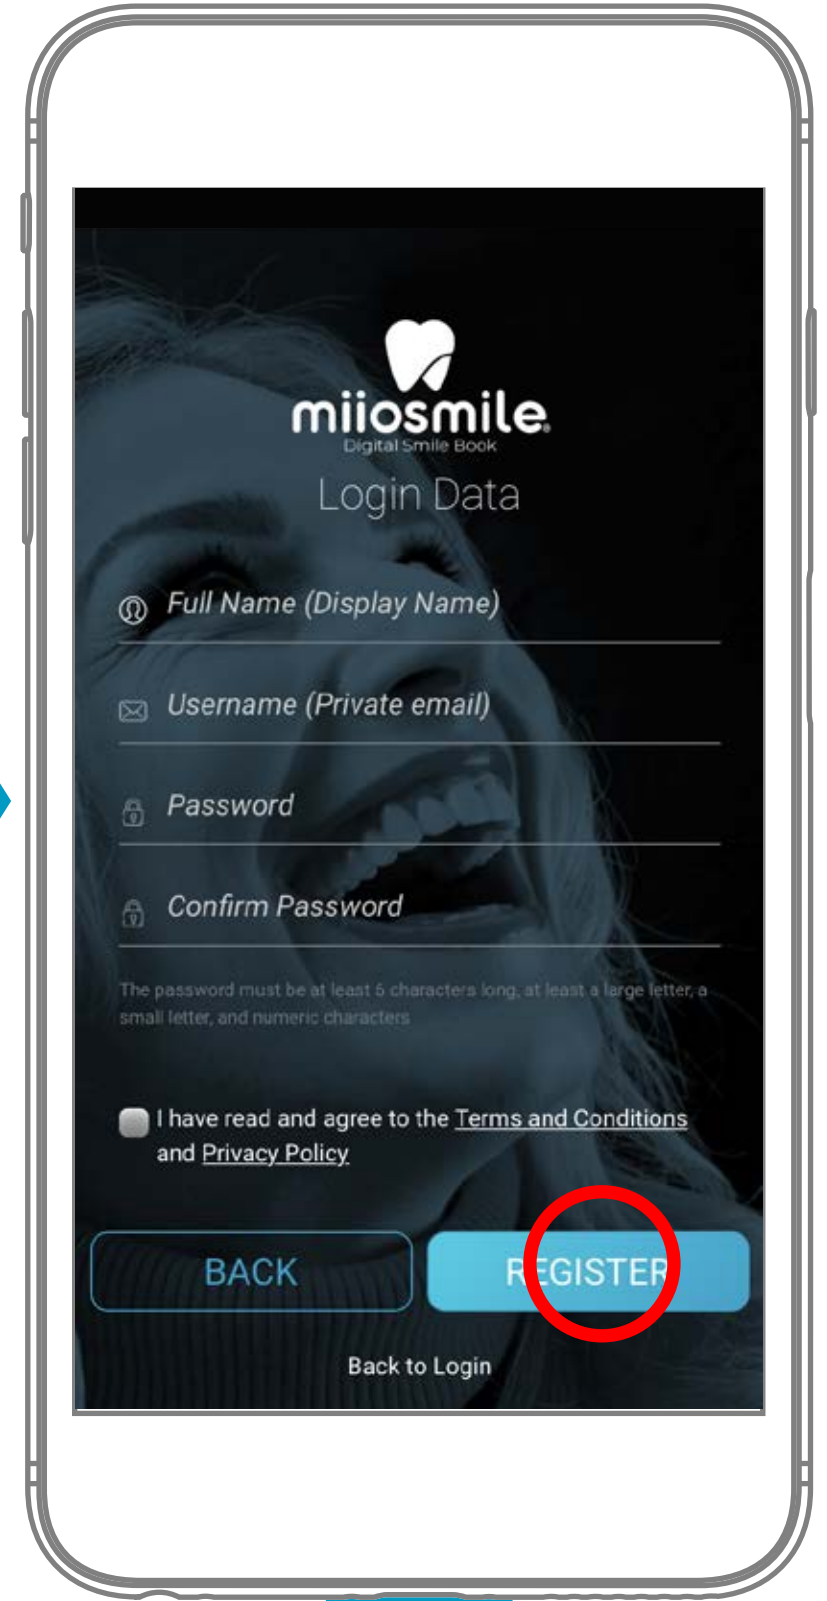 miiosmile®
Digital Smile Book
Login Data
Full Name (Display Name)
Username (Private email)
Password
Confirm Password
The password must be at least 6 characters long, at least a large letter, a
small letter, and numeric characters
I have read and agree to the Terms and Conditions
and Privacy Policy
BACK
REGISTER
Back to Login